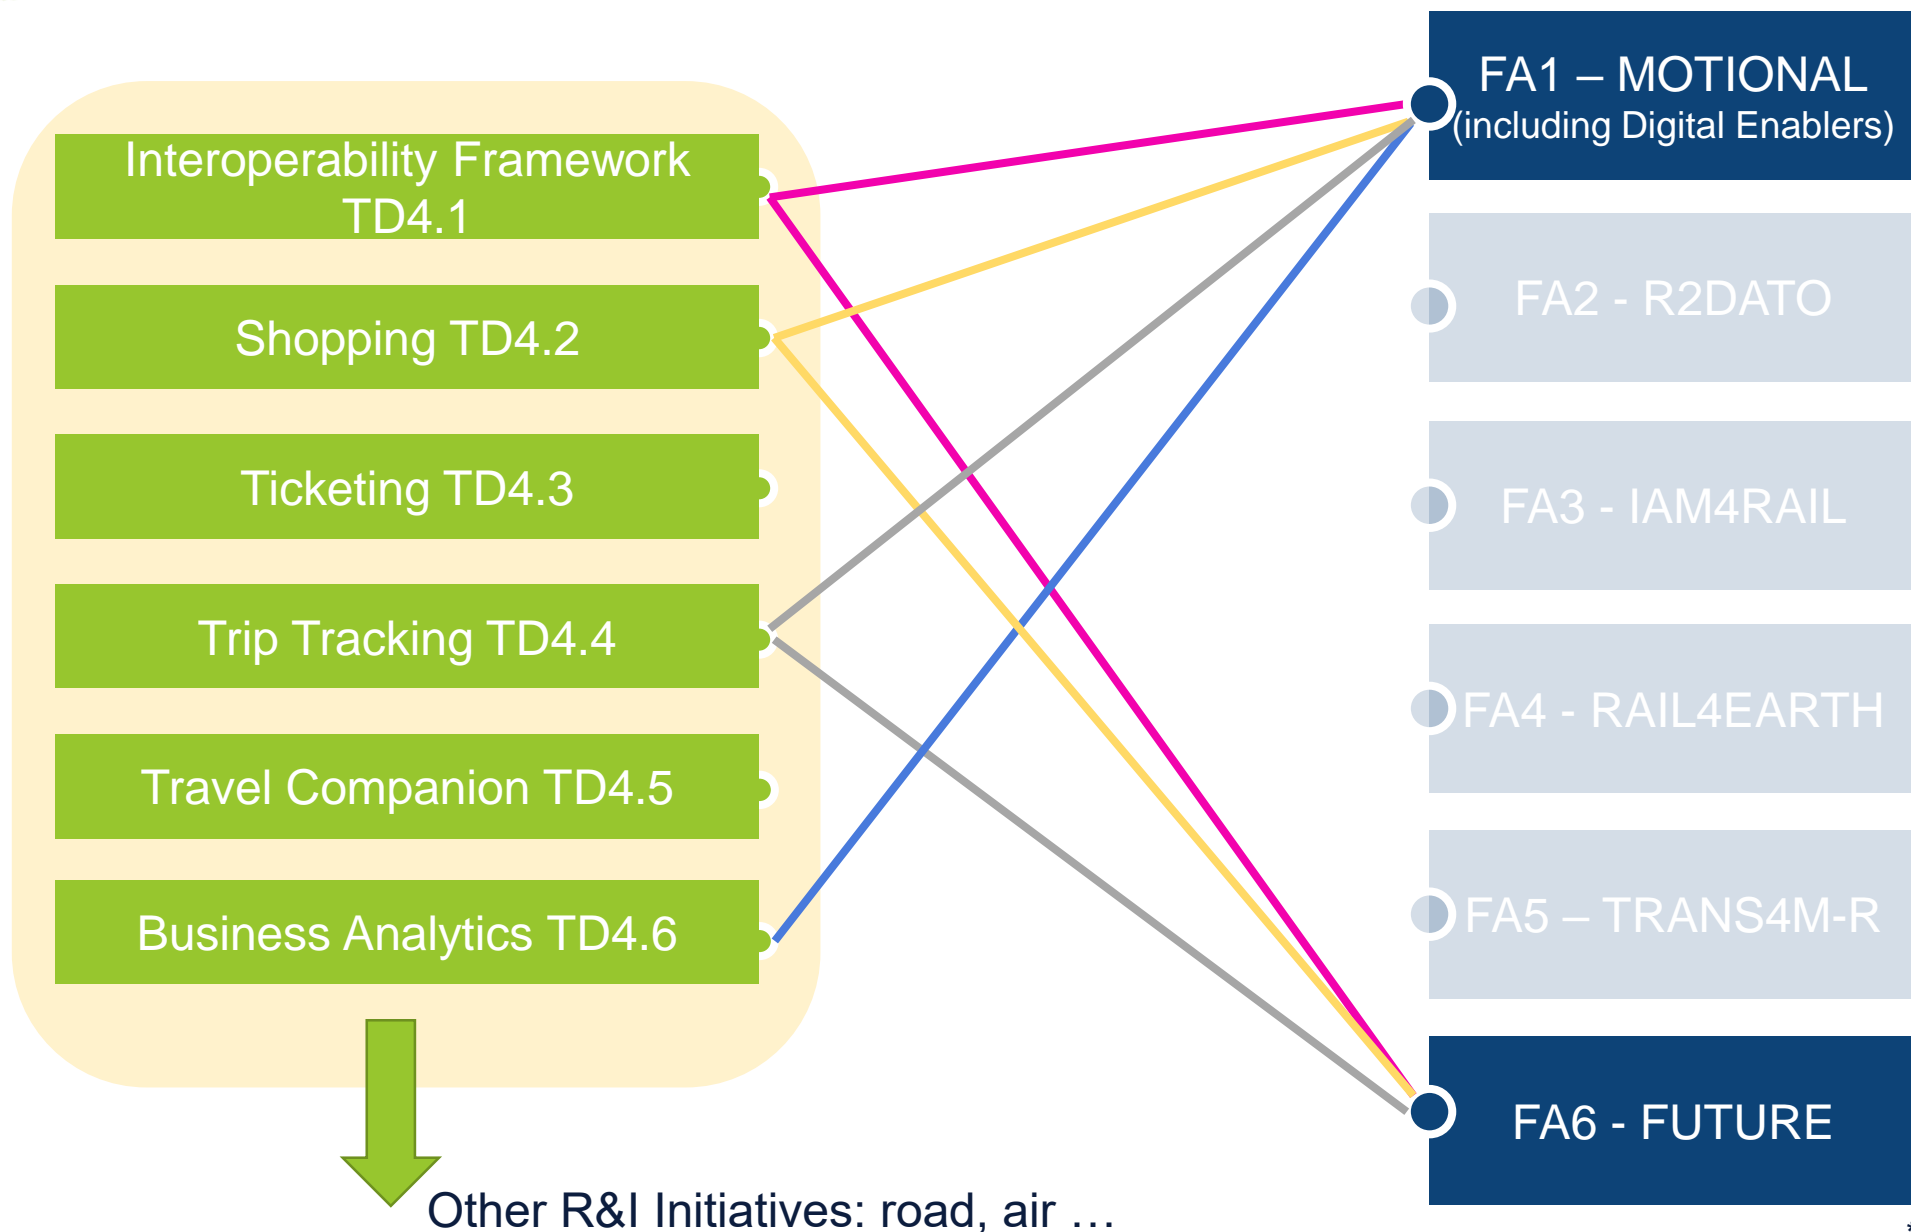 Interoperability Framework
TD4.1
Shopping TD4.2
Ticketing TD4.3
Trip Tracking TD4.4
Travel Companion TD4.5
Business Analytics TD4.6
Other R&I Initiatives: road, air …
FA1 – MOTIONAL
(including Digital Enablers)
FA2 - R2DATO
FA3 - IAM4RAIL
FA4 - RAIL4EARTH
FA5 – TRANS4M-R
FA6 - FUTURE